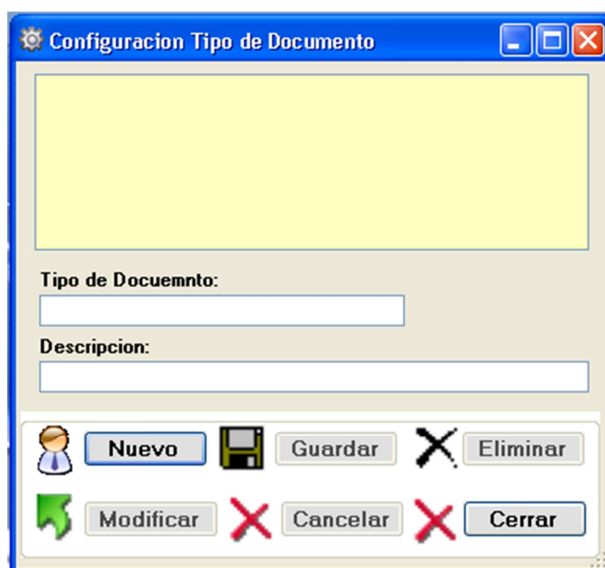 Configuracion Tipo de Documento
Tipo de Docuemnto:
Descripcion:
Nuevo Guardar Eliminar
Modificar Cancelar Cerrar